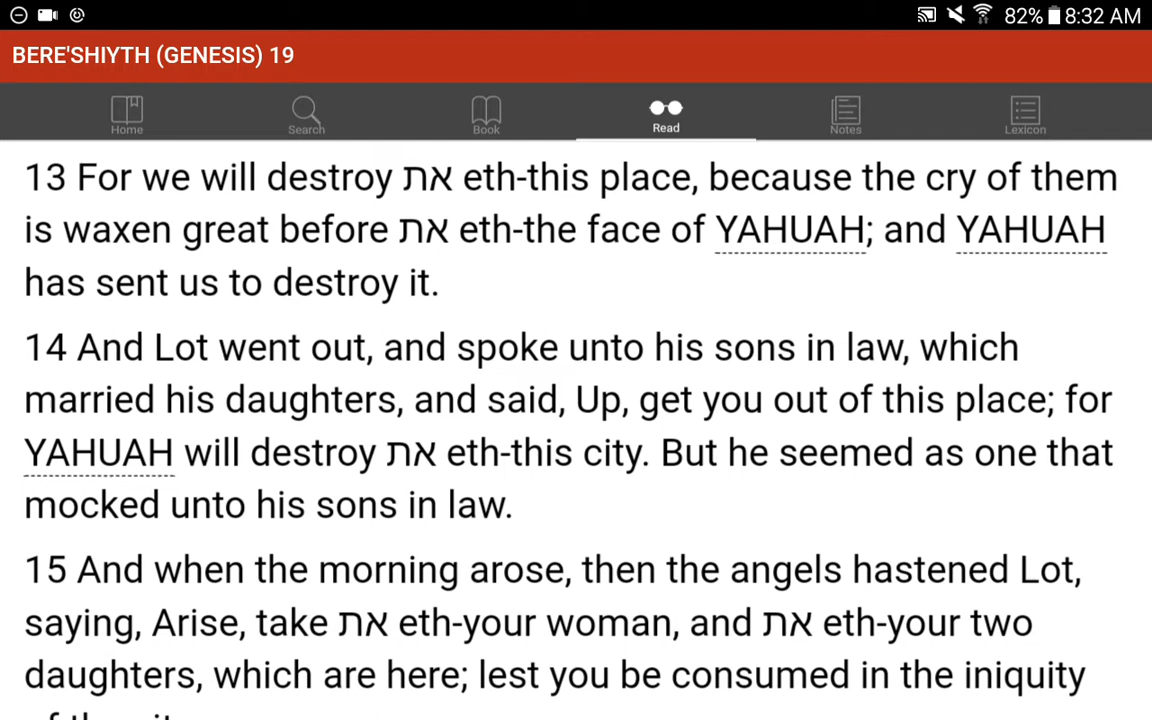 82% 8:32 AM
BERE'SHIYTH (GENESIS) 19
Home Search Book Read Notes Lexicon
13 For we will destroy את eth-this place, because the cry of them
is waxen great before את eth-the face of YAHUAH; and YAHUAH
has sent us to destroy it.
14 And Lot went out, and spoke unto his sons in law, which
married his daughters, and said, Up, get you out of this place; for
YAHUAH will destroy את eth-this city. But he seemed as one that
mocked unto his sons in law.
15 And when the morning arose, then the angels hastened Lot,
saying, Arise, take את eth-your woman, and את eth-your two
daughters, which are here; lest you be consumed in the iniquity